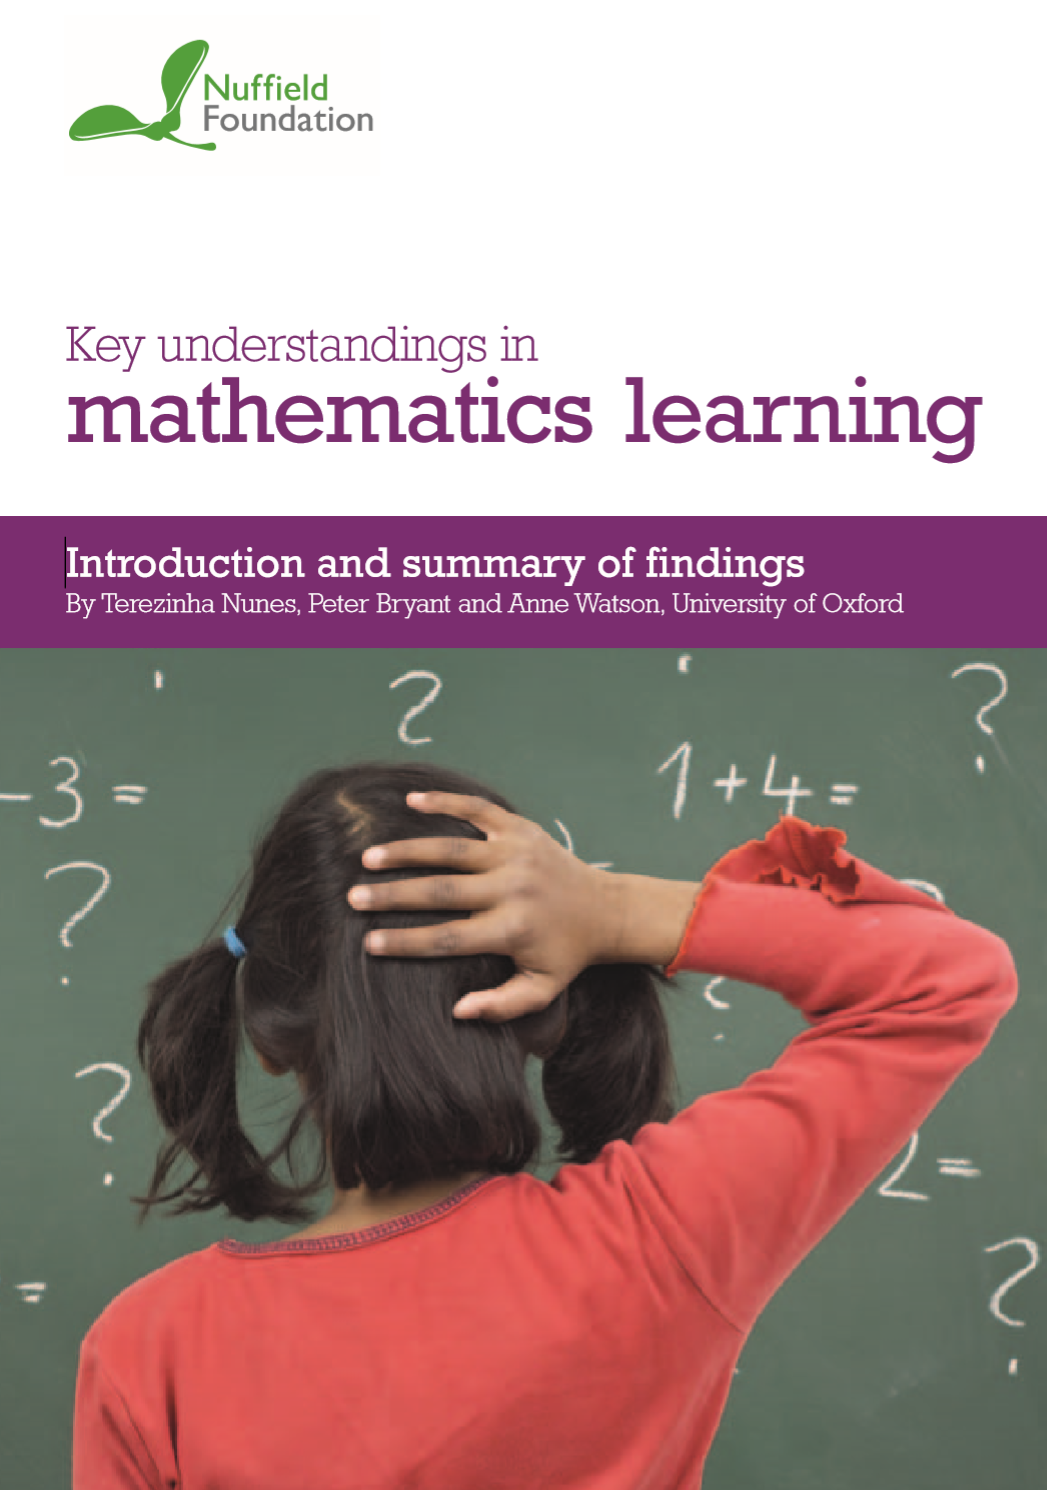 Nuffield
Foundation
Key understandings in
mathematics learning
Introduction and summary of findings
By Terezinha Nunes, Peter Bryant and Anne Watson, University of Oxford
? ?
1+4=
-3 =
?
?
?
2=
=
?